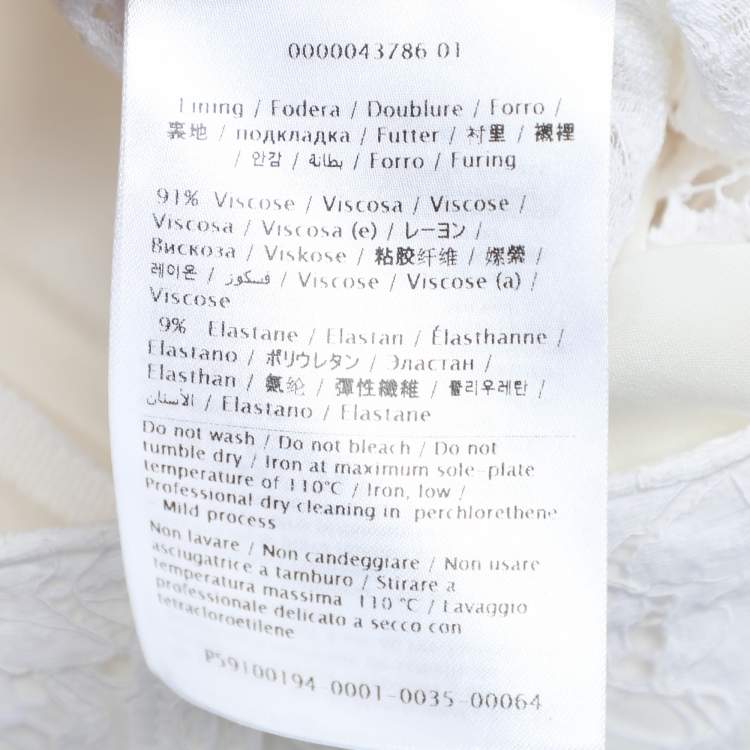 0000043786 01
Lining / Fodera / Doublure / Forro /
裏地 / подкладка / Futter / 衬里 / 襯裡
/ 안감 / بطانة / Forro / Furing
91% Viscose / Viscosa / Viscose /
Viscosa / Viscosa (e) / レーヨン /
Вискоза / Viskose / 粘胶纤维 / 嫘縈 /
레이온 / فسكوز / Viscose / Viscose (a) /
Viscose
9% Elastane / Elastan / Élasthanne /
Elastano / ポリウレタン / Эластан /
Elasthan / 氨纶 / 彈性纖維 / 폴리우레탄 /
الأسنان / Elastano / Elastane
Do not wash / Do not bleach / Do not
tumble dry / Iron at maximum sole-plate
temperature of 110°C / Iron, low /
Professional dry cleaning in perchlorethene
Mild process
Non lavare / Non candeggiare / Non usare
asciugatrice a tamburo / Stirare a
temperatura massima 110 °C / Lavaggio
professionale delicato a secco con
tetracloroetilene
P59100194 0001-0035-00064